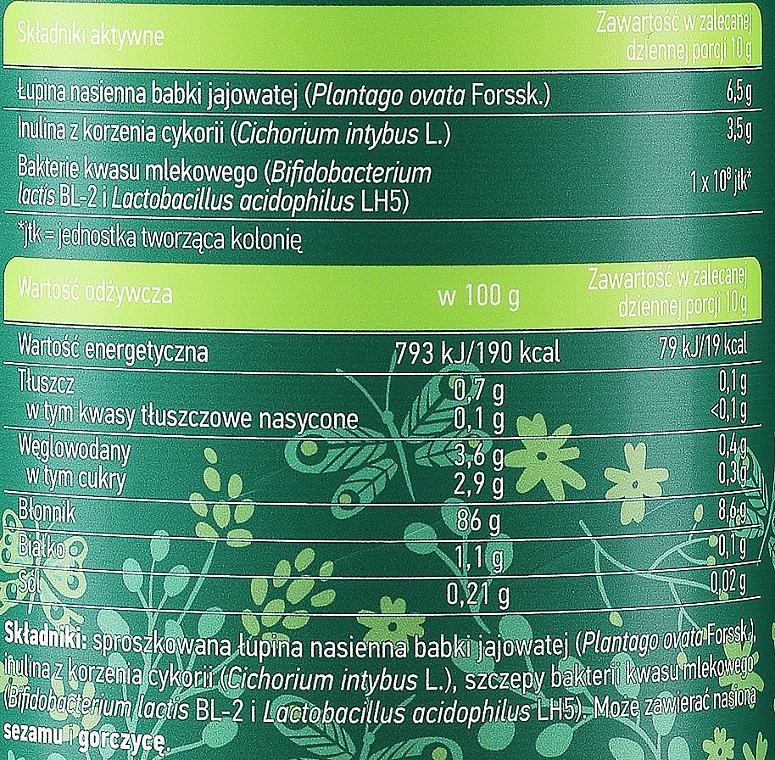 Składniki aktywne
Zawartość w zalecanej
dziennej porcji 10 g
Łupina nasienna babki jajowatej (Plantago ovata Forssk.) 6,5 g
Inulina z korzenia cykorii (Cichorium intybus L.) 3,5 g
Bakterie kwasu mlekowego (Bifidobacterium
lactis BL-2 i Lactobacillus acidophilus LH5) 1 x 10⁸ jtk*
*jtk = jednostka tworząca kolonię
Wartość odżywcza w 100 g
Zawartość w zalecanej
dziennej porcji 10 g
Wartość energetyczna 793 kJ/190 kcal 79 kJ/19 kcal
Tłuszcz 0,7 g 0,1 g
w tym kwasy tłuszczowe nasycone 0,1 g <0,1 g
Węglowodany 3,6 g 0,4 g
w tym cukry 2,9 g 0,3 g
Błonnik 86 g 8,6 g
Białko 1,1 g 0,1 g
Sól 0,21 g 0,02 g
Składniki: sproszkowana łupina nasienna babki jajowatej (Plantago ovata Forssk.),
inulina z korzenia cykorii (Cichorium intybus L.), szczepy bakterii kwasu mlekowego
(Bifidobacterium lactis BL-2 i Lactobacillus acidophilus LH5). Może zawierać nasiona
sezamu i gorczycę.